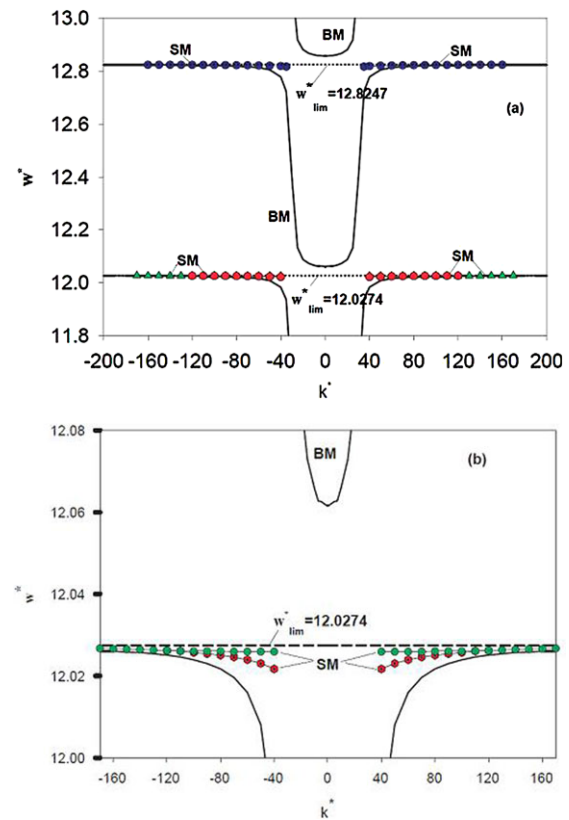 13.0
BM
SM
SM
12.8
w*lim=12.8247
(a)
12.6
w*
12.4
12.2
BM
SM
SM
12.0
w*lim=12.0274
11.8
-200 -160 -120 -80 -40 0 40 80 120 160 200
k*
12.08
BM
(b)
12.06
w*
12.04
w*lim=12.0274
SM
12.02
12.00
-160 -120 -80 -40 0 40 80 120 160
k*